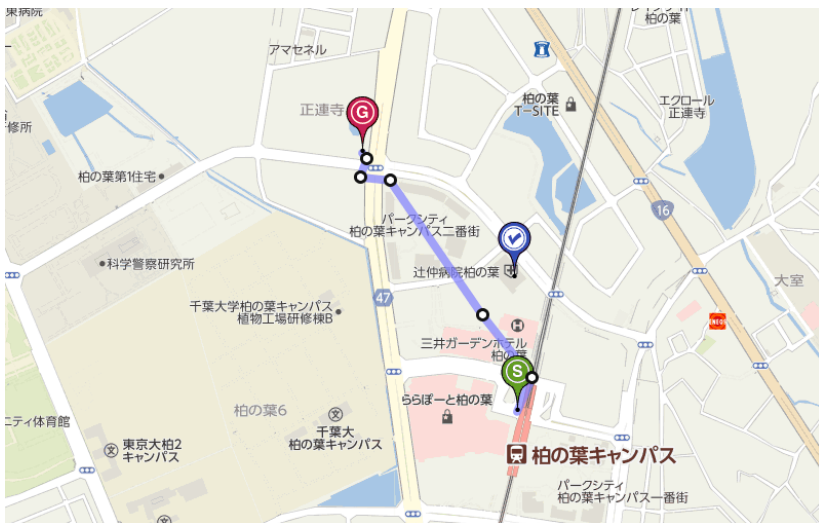 東病院
アマセネル
柏の葉
柏の葉
T-SITE
エクロール
正連寺
正連寺
G
修所
柏の葉第1住宅
16
パークシティ
柏の葉キャンパス二番街
科学警察研究所
辻仲病院柏の葉
大室
47
千葉大学柏の葉キャンパス
植物工場研修棟B
H
ENEOS
三井ガーデンホテル
柏の葉
S
ららぽーと柏の葉
柏の葉6
ニティ体育館
文
千葉大
柏の葉キャンパス
文
東京大柏2
キャンパス
柏の葉キャンパス
パークシティ
柏の葉キャンパス一番街
文